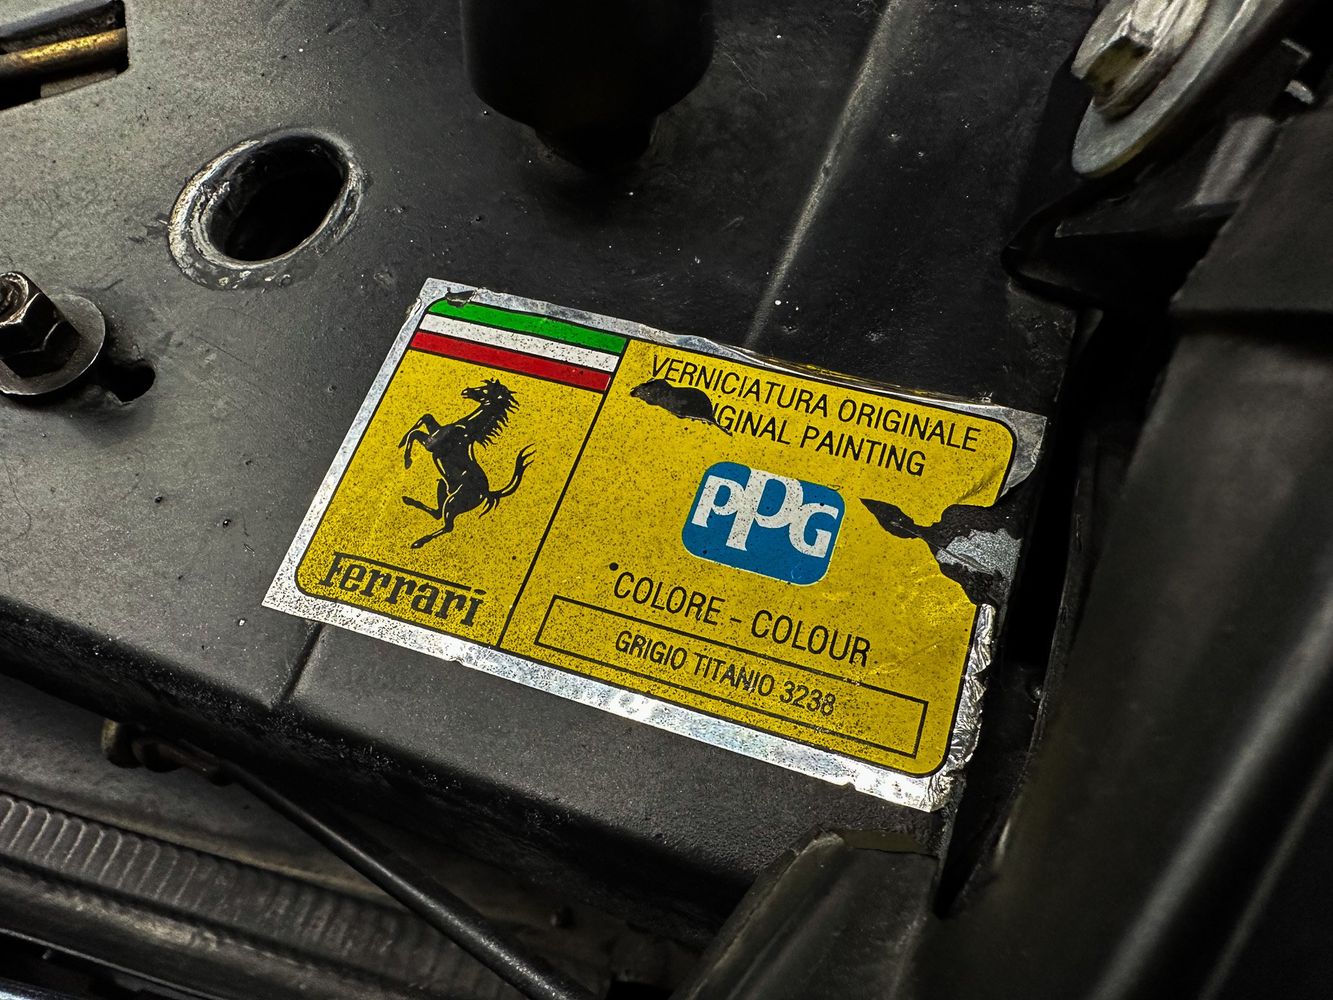 Ferrari
VERNICIATURA ORIGINALE
IGINAL PAINTING
PPG
COLORE - COLOUR
GRIGIO TITANIO 3238